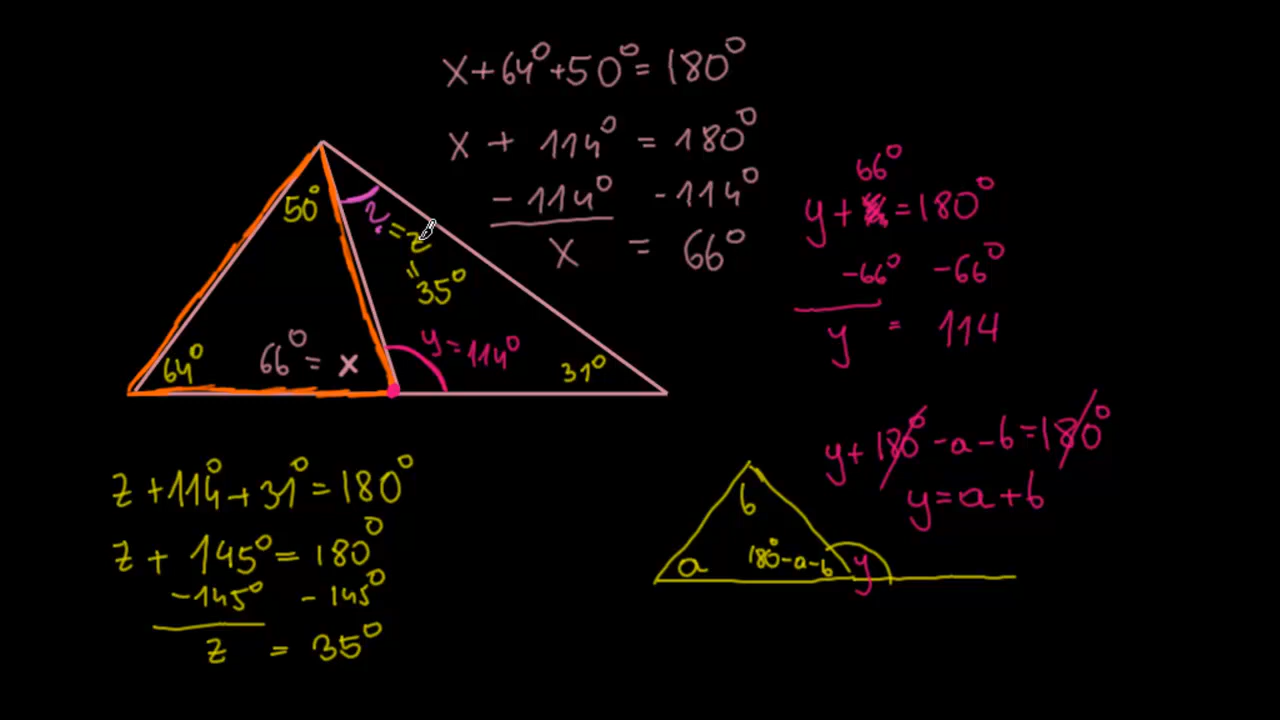 x+64°+50°=180°
x + 114° = 180°
-114° -114°
x = 66°
50°
?
=z
=
35°
64°
66°= x
y=114°
31°
66°
y+x=180°
-66° -66°
y = 114
y+180°-a-b=180°
y=a+b
b
a
180°-a-b
y
z+114°+31°=180°
z + 145°=180°
-145° -145°
z = 35°